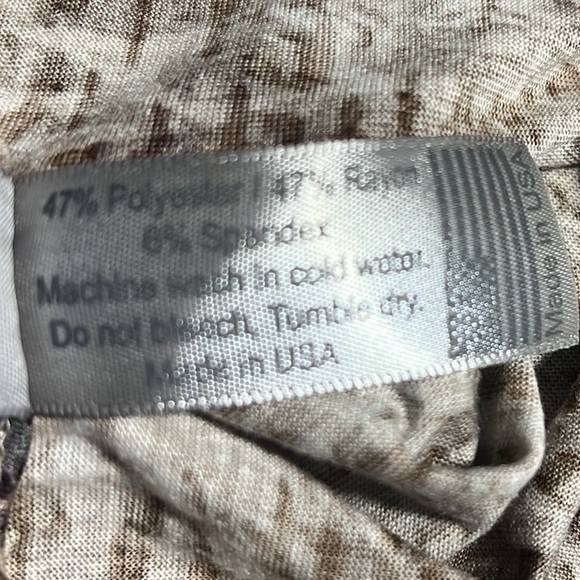 47% Polyester | 47% Rayon
6% Spandex
Machine wash in cold water.
Do not bleech. Tumble dry.
Made in USA
Made in USA